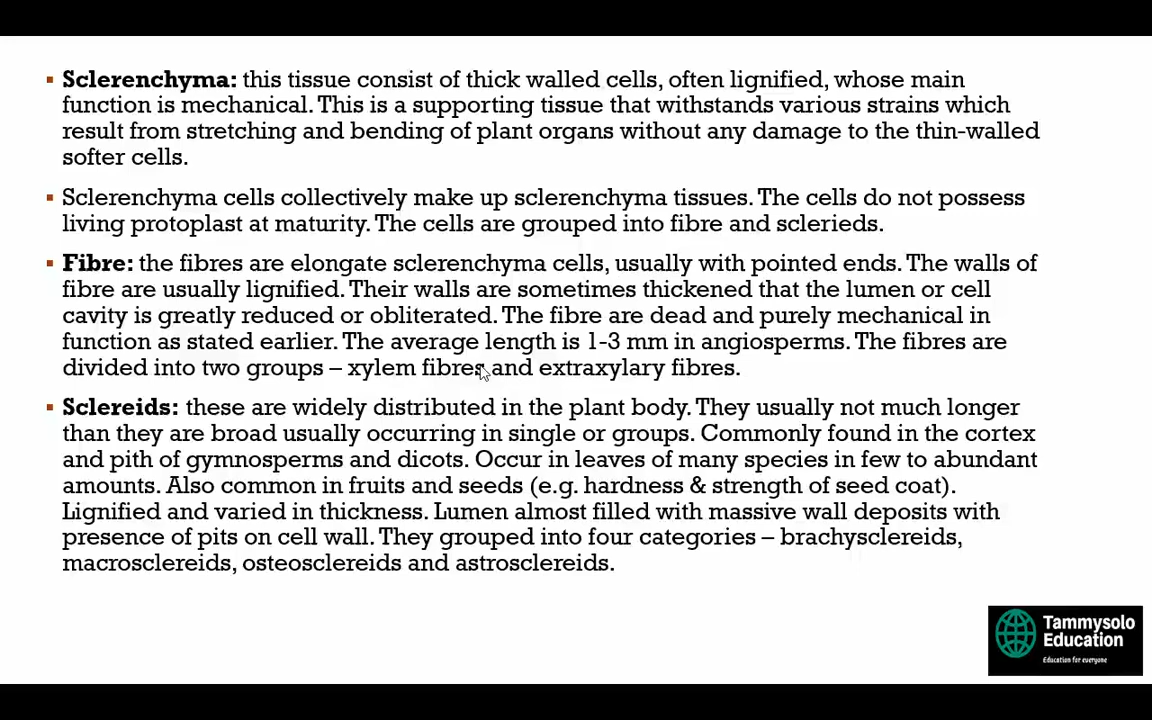 ▪ Sclerenchyma: this tissue consist of thick walled cells, often lignified, whose main
function is mechanical. This is a supporting tissue that withstands various strains which
result from stretching and bending of plant organs without any damage to the thin-walled
softer cells.
▪ Sclerenchyma cells collectively make up sclerenchyma tissues. The cells do not possess
living protoplast at maturity. The cells are grouped into fibre and sclerieds.
▪ Fibre: the fibres are elongate sclerenchyma cells, usually with pointed ends. The walls of
fibre are usually lignified. Their walls are sometimes thickened that the lumen or cell
cavity is greatly reduced or obliterated. The fibre are dead and purely mechanical in
function as stated earlier. The average length is 1-3 mm in angiosperms. The fibres are
divided into two groups – xylem fibres and extraxylary fibres.
▪ Sclereids: these are widely distributed in the plant body. They usually not much longer
than they are broad usually occurring in single or groups. Commonly found in the cortex
and pith of gymnosperms and dicots. Occur in leaves of many species in few to abundant
amounts. Also common in fruits and seeds (e.g. hardness & strength of seed coat).
Lignified and varied in thickness. Lumen almost filled with massive wall deposits with
presence of pits on cell wall. They grouped into four categories – brachysclereids,
macrosclereids, osteosclereids and astrosclereids.
Tammysolo
Education
Education for everyone